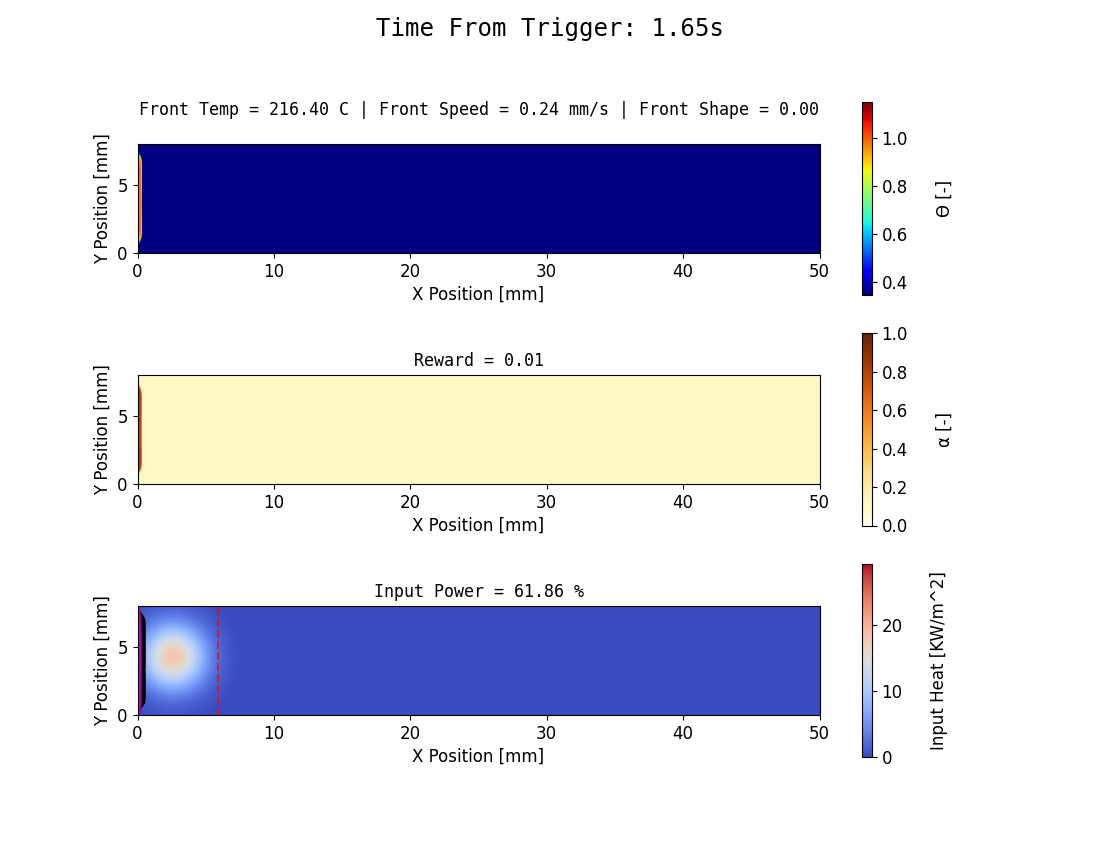 Time From Trigger: 1.65s
Front Temp = 216.40 C | Front Speed = 0.24 mm/s | Front Shape = 0.00
Y Position [mm]
5
0
0 10 20 30 40 50
X Position [mm]
1.0
0.8
0.6
0.4
Θ [-]
Reward = 0.01
Y Position [mm]
5
0
0 10 20 30 40 50
X Position [mm]
1.0
0.8
0.6
0.4
0.2
0.0
α [-]
Input Power = 61.86 %
Y Position [mm]
5
0
0 10 20 30 40 50
X Position [mm]
20
10
0
Input Heat [KW/m^2]